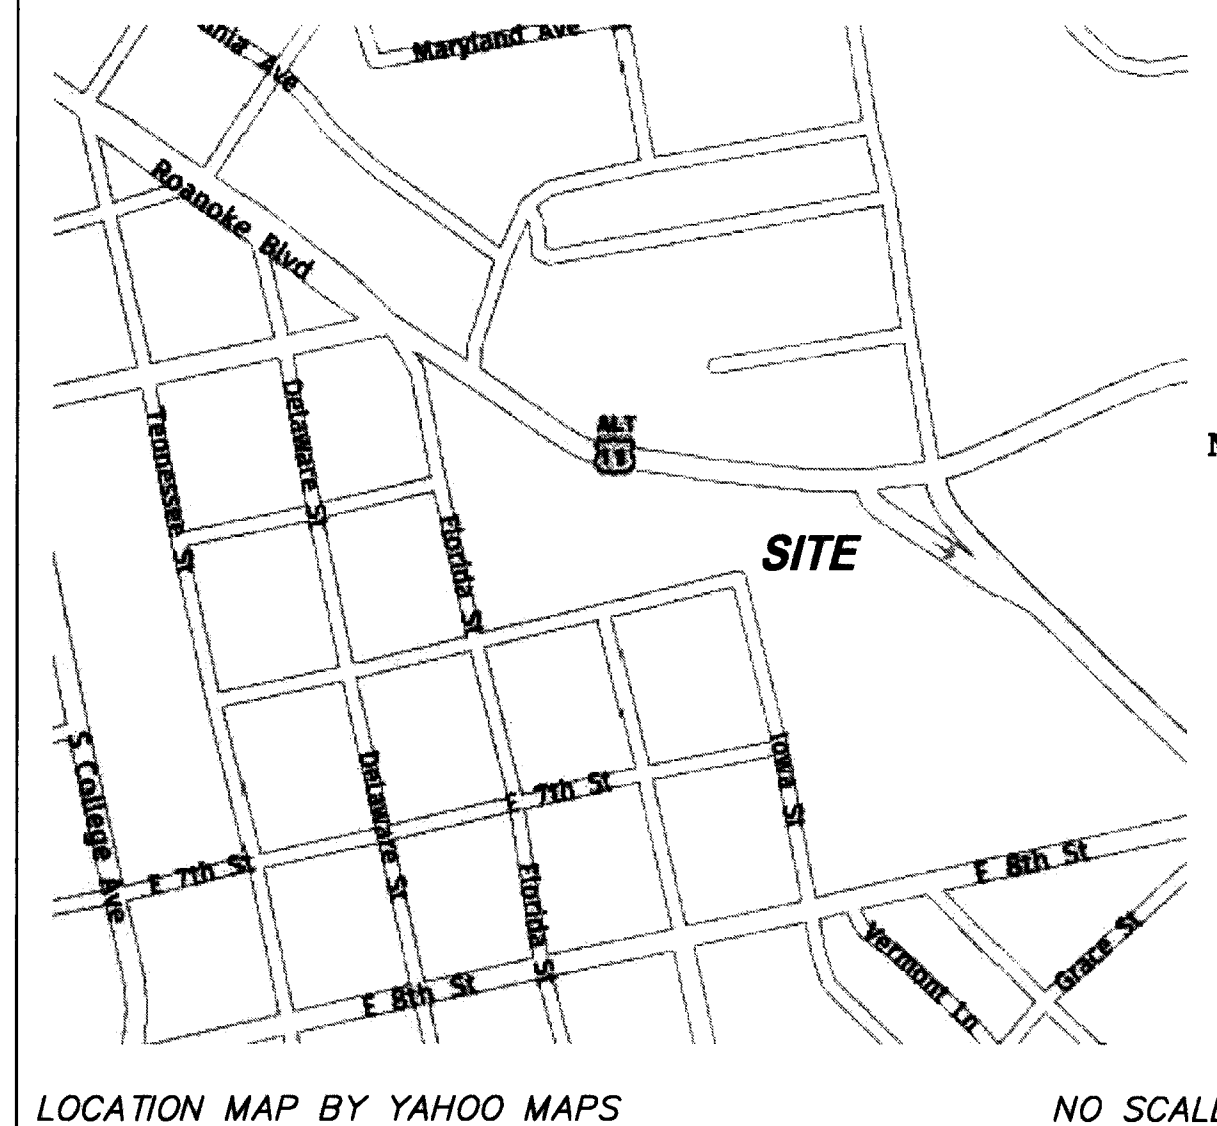 Maryland Ave
Ave
Roanoke Blvd
ALT
11
Delaware St
Tennessee St
Florida St
SITE
S College Ave
Delaware St
E 7th St
Iowa St
E 7th St
Florida St
E 8th St
Vermont Ln
Grace St
E 8th St
LOCATION MAP BY YAHOO MAPS
NO SCAL